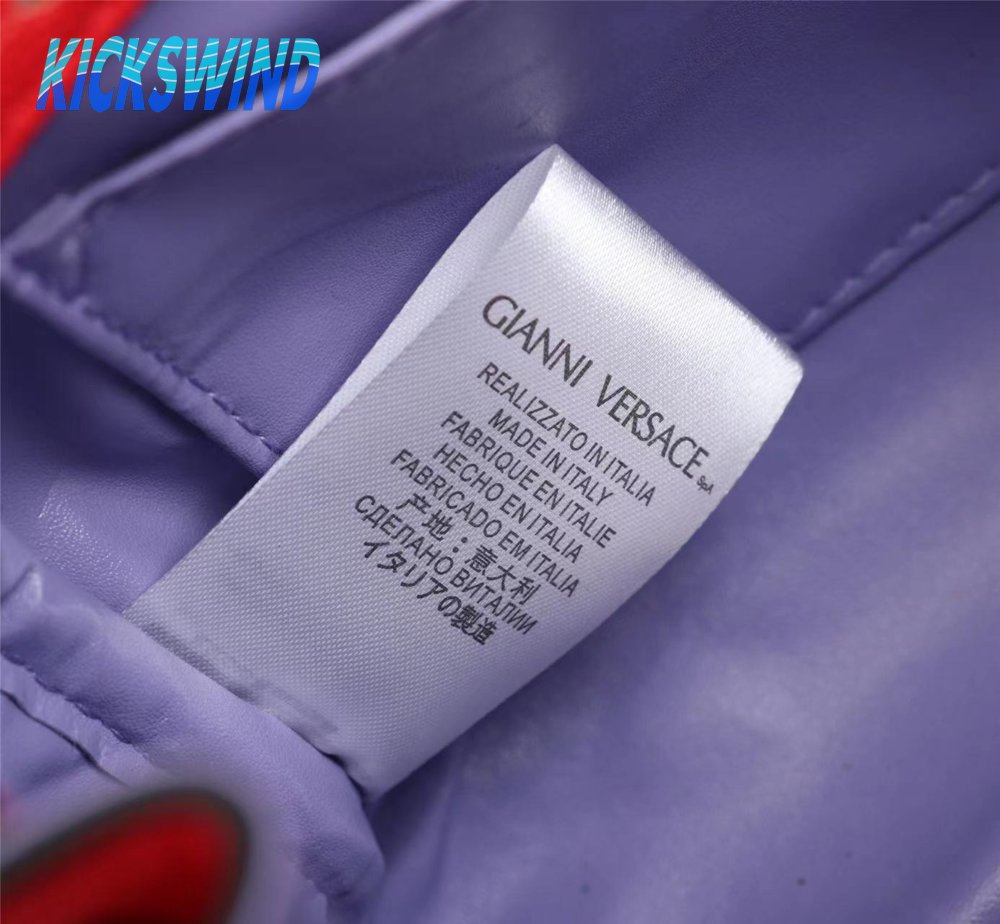 KICKSWIND
GIANNI VERSACE SpA
REALIZZATO IN ITALIA
MADE IN ITALY
FABRIQUE EN ITALIE
HECHO EN ITALIA
FABRICADO EM ITALIA
产地：意大利
СДЕЛАНО ВИТАЛИИ
イタリアの製造